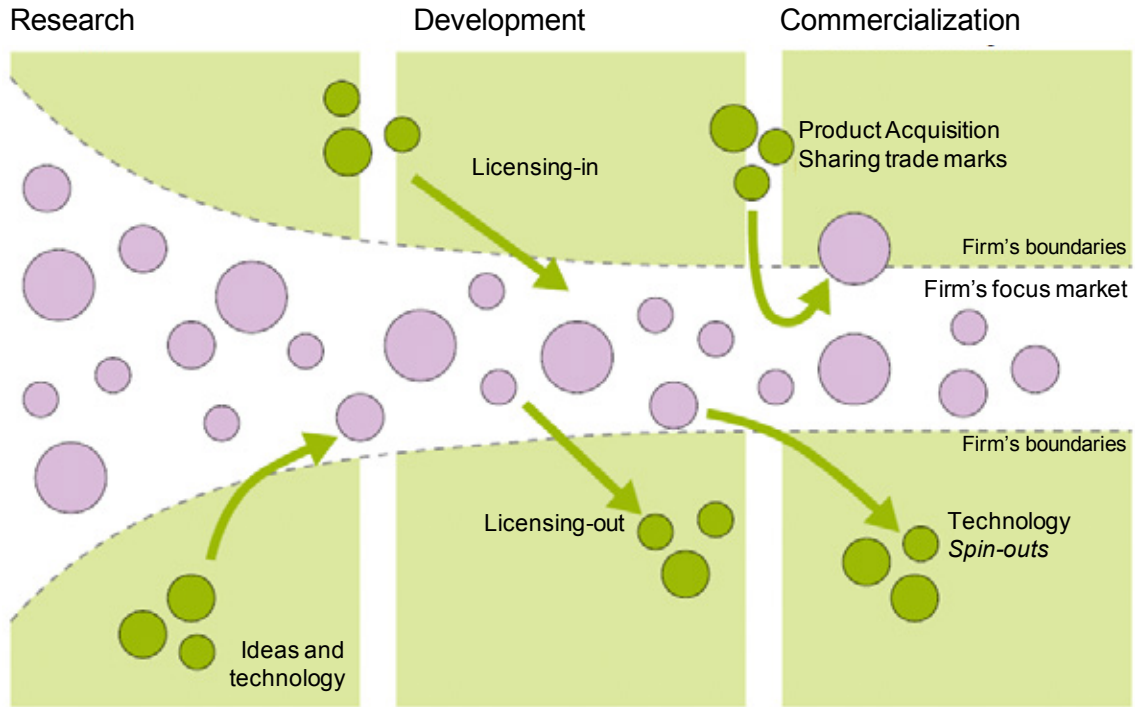 Research
Development
Commercialization
Licensing-in
Product Acquisition
Sharing trade marks
Firm's boundaries
Firm's focus market
Firm's boundaries
Licensing-out
Technology
Spin-outs
Ideas and
technology